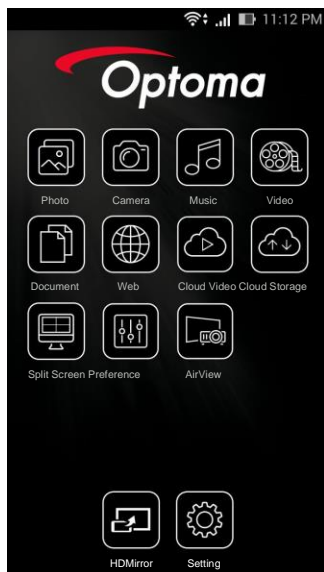 11:12 PM
Optoma
Photo Camera Music Video
Document Web Cloud Video Cloud Storage
Split Screen Preference AirView
HDMirror Setting